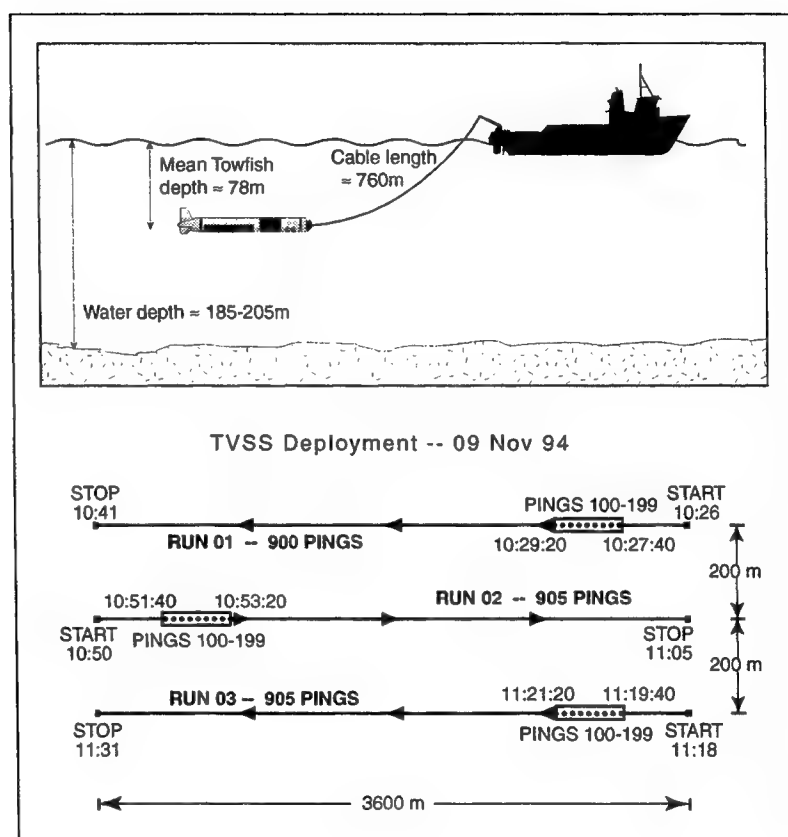 Mean Towfish
depth ≈ 78m
Cable length
≈ 760m
Water depth ≈ 185-205m
TVSS Deployment -- 09 Nov 94
STOP
10:41
PINGS 100-199
START
10:26
RUN 01 -- 900 PINGS
10:29:20
10:27:40
200 m
10:51:40
10:53:20
RUN 02 -- 905 PINGS
START
10:50
PINGS 100-199
STOP
11:05
200 m
RUN 03 -- 905 PINGS
11:21:20
11:19:40
STOP
11:31
PINGS 100-199
START
11:18
3600 m